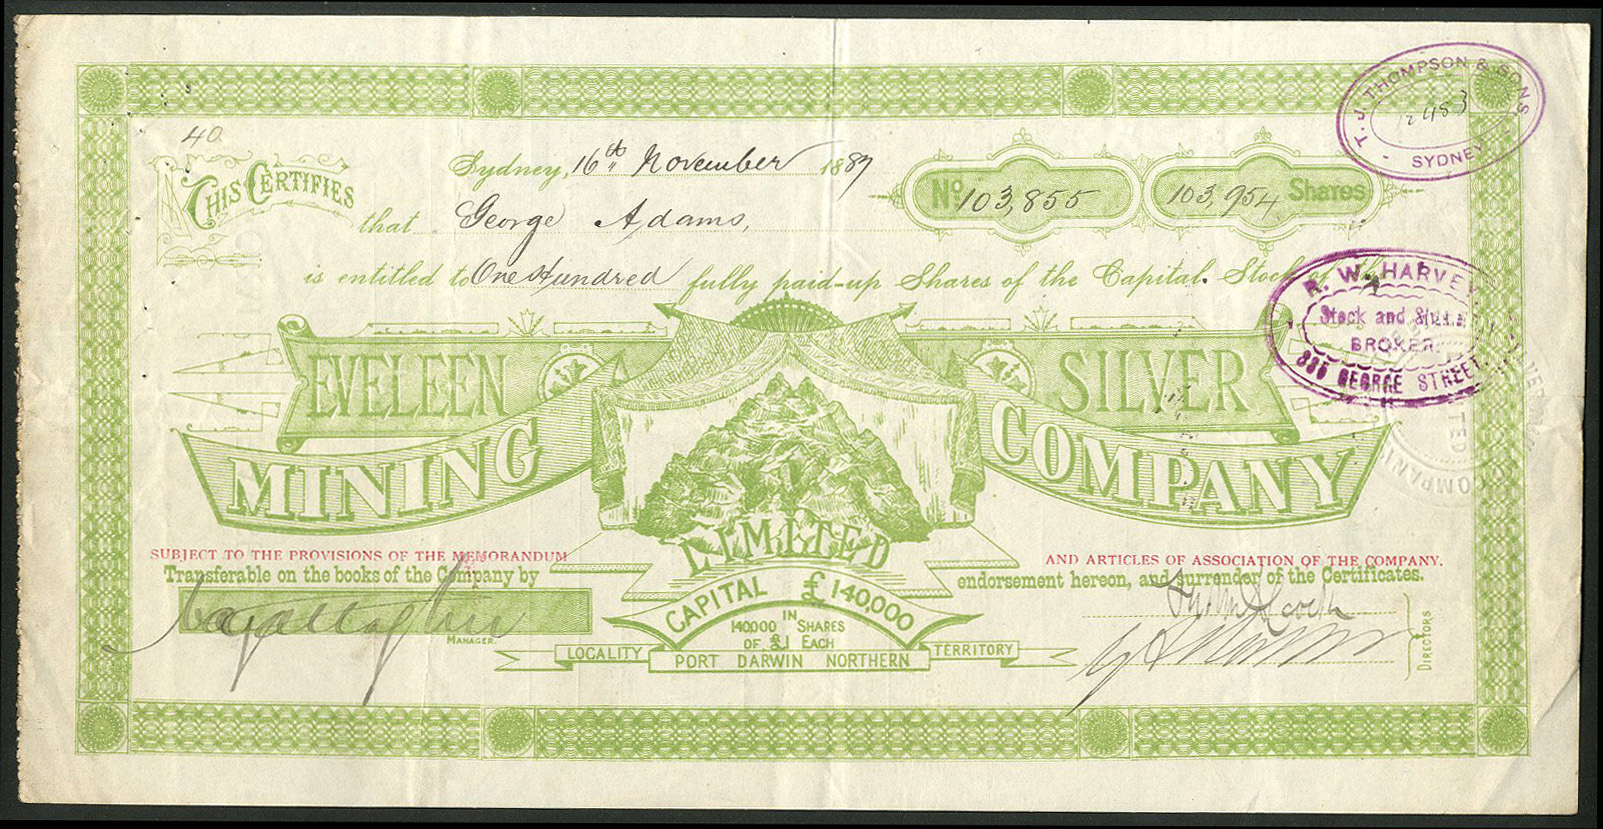 T. J. THOMPSON & SONS
SYDNEY
40
THIS CERTIFIES
Sydney, 16th November 1887
No 103,855 103,954 Shares
that George Adams,
is entitled to One Hundred fully paid-up Shares of the Capital Stock of
R. W. HARVEY
Stock and Share
BROKER.
GEORGE STREET
EVELEEN SILVER
MINING COMPANY
LIMITED
SUBJECT TO THE PROVISIONS OF THE MEMORANDUM AND ARTICLES OF ASSOCIATION OF THE COMPANY.
Transferable on the books of the Company by endorsement hereon, and surrender of the Certificates.
CAPITAL £140,000
IN
140000 SHARES
OF £1 EACH
MANAGER.
DIRECTORS
LOCALITY PORT DARWIN NORTHERN TERRITORY